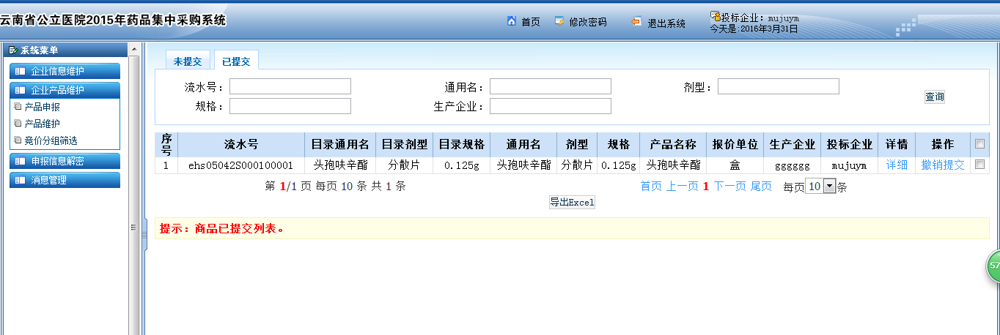 云南省公立医院2015年药品集中采购系统
首页 修改密码 退出系统
投标企业：mujuym
今天是:2016年3月31日
系统菜单
企业信息维护
企业产品维护
产品申报
产品维护
竞价分组筛选
申报信息解密
消息管理
未提交 已提交
流水号： 通用名： 剂型：
规格： 生产企业： 查询
序号 流水号 目录通用名 目录剂型 目录规格 通用名 剂型 规格 产品名称 报价单位 生产企业 投标企业 详情 操作
1 ehs05042S000100001 头孢呋辛酯 分散片 0.125g 头孢呋辛酯 分散片 0.125g 头孢呋辛酯 盒 gggggg mujuym 详细 撤销提交
第 1/1 页 每页 10 条 共 1 条 首页 上一页 1 下一页 尾页 每页 10 条
导出Excel
提示：商品已提交列表。
57